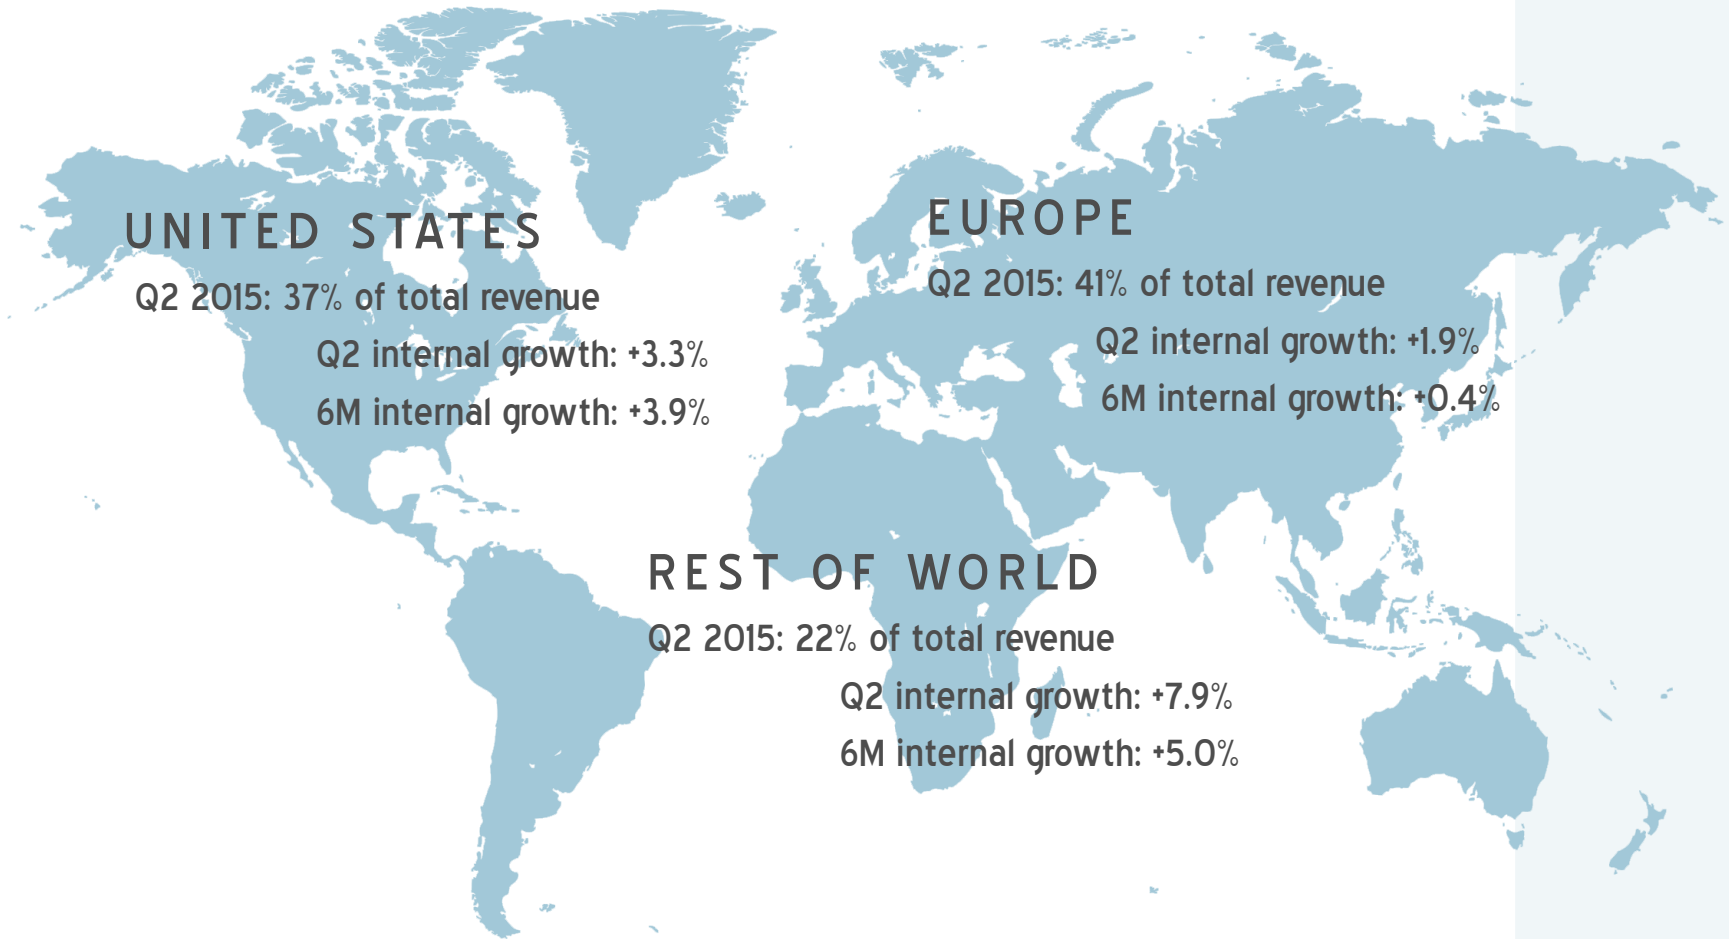 UNITED STATES
Q2 2015: 37% of total revenue
Q2 internal growth: +3.3%
6M internal growth: +3.9%
EUROPE
Q2 2015: 41% of total revenue
Q2 internal growth: +1.9%
6M internal growth: +0.4%
REST OF WORLD
Q2 2015: 22% of total revenue
Q2 internal growth: +7.9%
6M internal growth: +5.0%